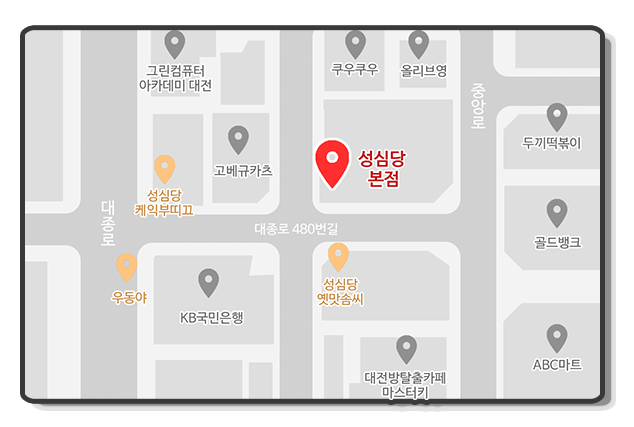 그린컴퓨터
아카데미 대전
쿠우쿠우
올리브영
중앙로
두끼떡볶이
고베규카츠
성심당
본점
성심당
케익부띠끄
대종로
대종로 480번길
골드뱅크
우동야
KB국민은행
성심당
옛맛솜씨
대전방탈출카페
마스터키
ABC마트